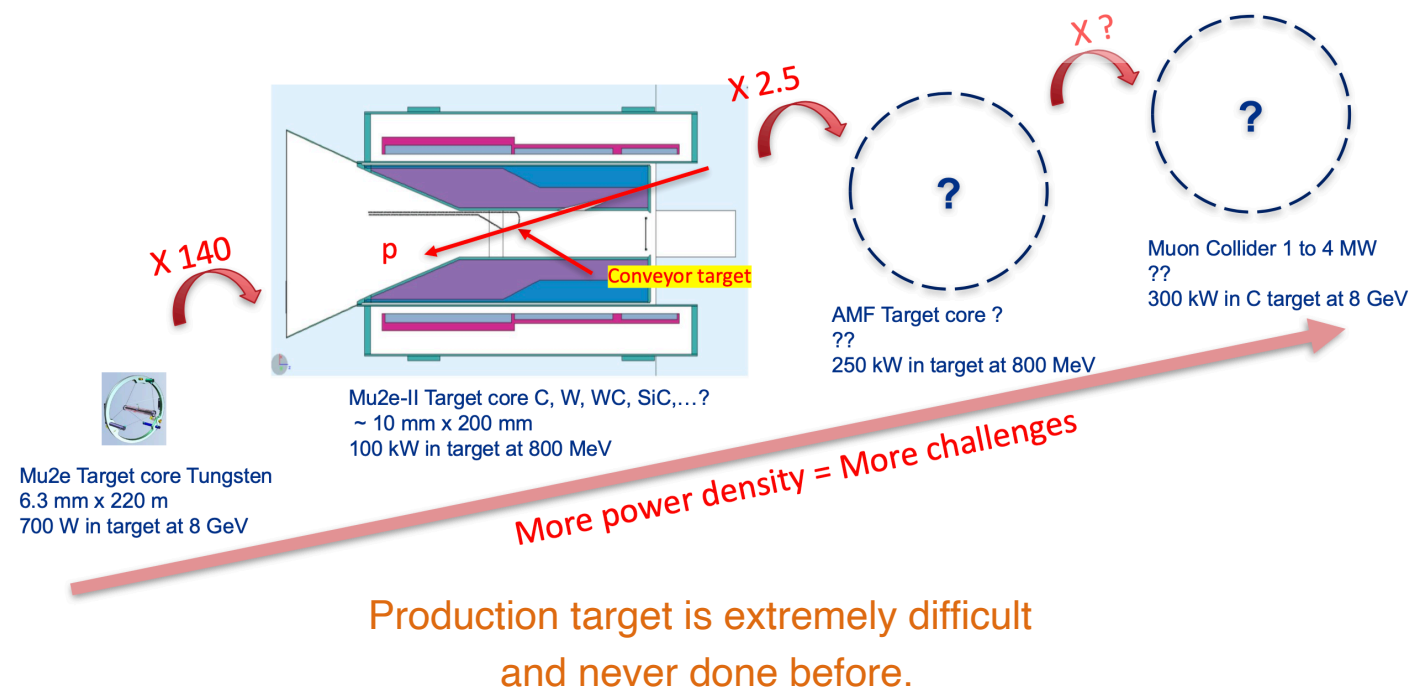 X 140
p
Conveyor target
X 2.5
?
X ?
?
Mu2e Target core Tungsten
6.3 mm x 220 m
700 W in target at 8 GeV
Mu2e-II Target core C, W, WC, SiC,...?
~ 10 mm x 200 mm
100 kW in target at 800 MeV
AMF Target core ?
??
250 kW in target at 800 MeV
Muon Collider 1 to 4 MW
??
300 kW in C target at 8 GeV
More power density = More challenges
Production target is extremely difficult
and never done before.